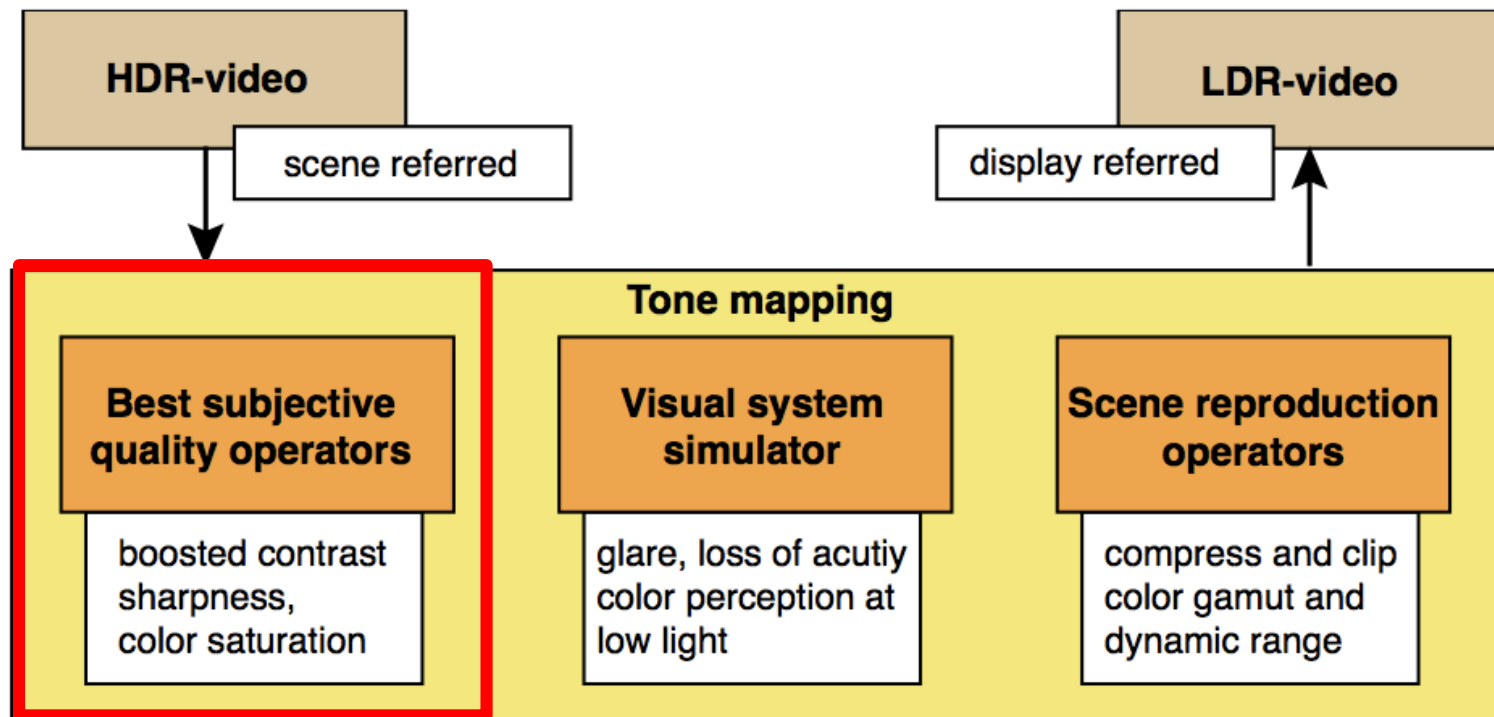 HDR-video
scene referred
LDR-video
display referred
Tone mapping
Best subjective
quality operators
boosted contrast
sharpness,
color saturation
Visual system
simulator
glare, loss of acutiy
color perception at
low light
Scene reproduction
operators
compress and clip
color gamut and
dynamic range